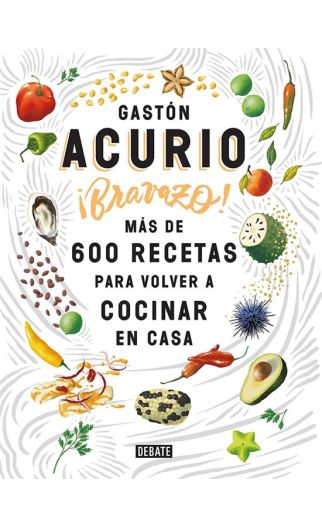 GASTÓN
ACURIO
¡Bravazo!
MÁS DE
600 RECETAS
PARA VOLVER A
COCINAR
EN CASA
DEBATE